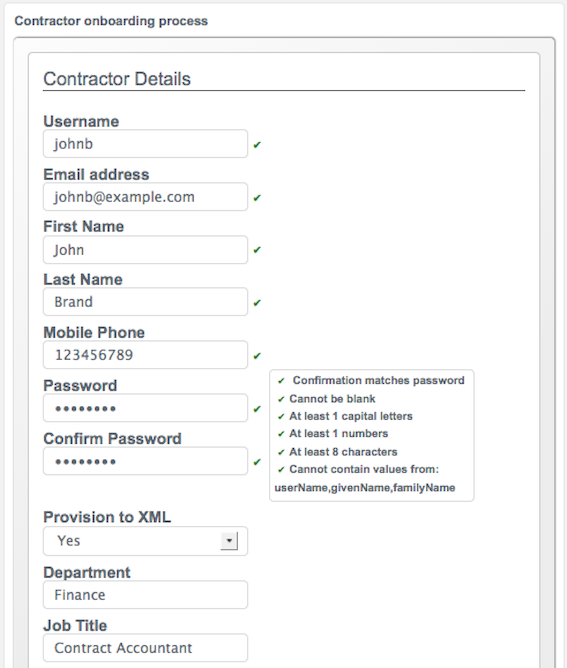 Contractor onboarding process
Contractor Details
Username
johnb
✔
Email address
johnb@example.com
✔
First Name
John
✔
Last Name
Brand
✔
Mobile Phone
123456789
✔
Password
••••••••
✔
Confirm Password
••••••••
✔
✔ Confirmation matches password
✔ Cannot be blank
✔ At least 1 capital letters
✔ At least 1 numbers
✔ At least 8 characters
✔ Cannot contain values from:
userName,givenName,familyName
Provision to XML
Yes
Department
Finance
Job Title
Contract Accountant